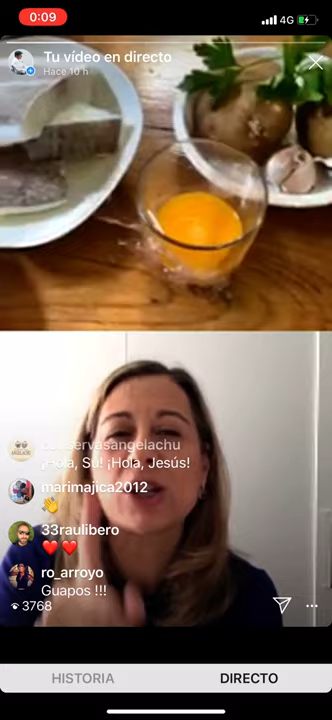 0:09
4G
Tu vídeo en directo
Hace 10 h
¡Hola, Su! ¡Hola, Jesús!
marimajica2012
👋
33raulibero
❤️❤️
ro_arroyo
Guapos !!!
3768
HISTORIA
DIRECTO